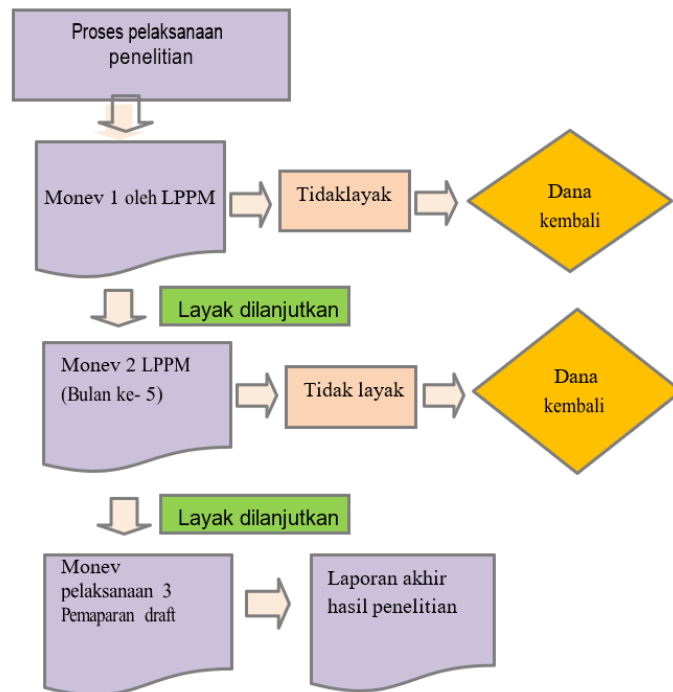 Proses pelaksanaan
penelitian
Monev 1 oleh LPPM
Tidaklayak
Dana
kembali
Layak dilanjutkan
Monev 2 LPPM
(Bulan ke- 5)
Tidak layak
Dana
kembali
Layak dilanjutkan
Monev
pelaksanaan 3
Pemaparan draft
Laporan akhir
hasil penelitian